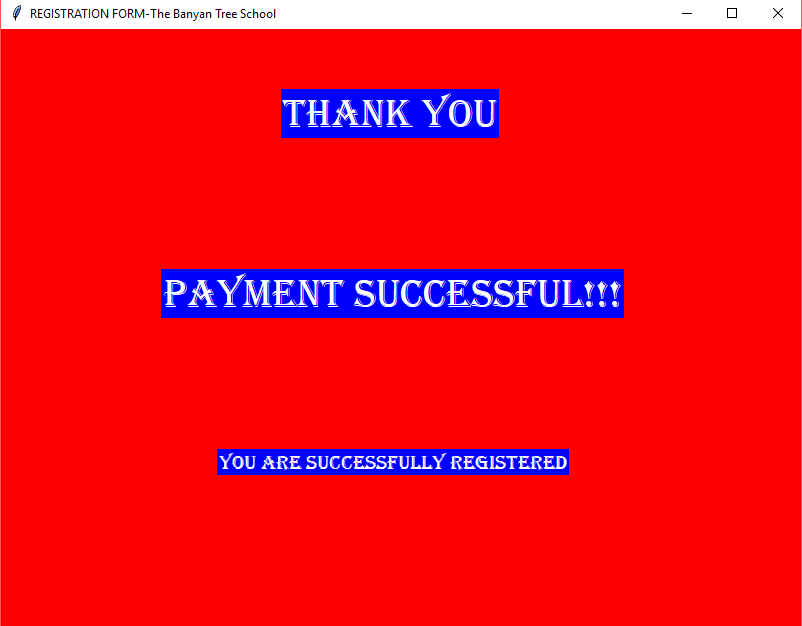 REGISTRATION FORM-The Banyan Tree School
THANK YOU
PAYMENT SUCCESSFUL!!!
YOU ARE SUCCESSFULLY REGISTERED